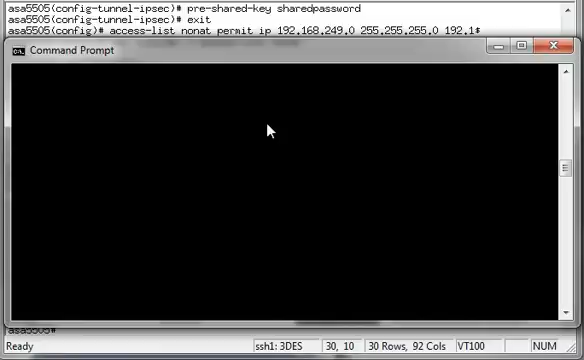 asa5505(config-tunnel-ipsec)# pre-shared-key sharedpassword
asa5505(config-tunnel-ipsec)# exit
asa5505(config)# access-list nonat permit ip 192.168.249.0 255.255.255.0 192.1$
Command Prompt
asa5505#
Ready ssh1: 3DES 30, 10 30 Rows, 92 Cols VT100 NUM